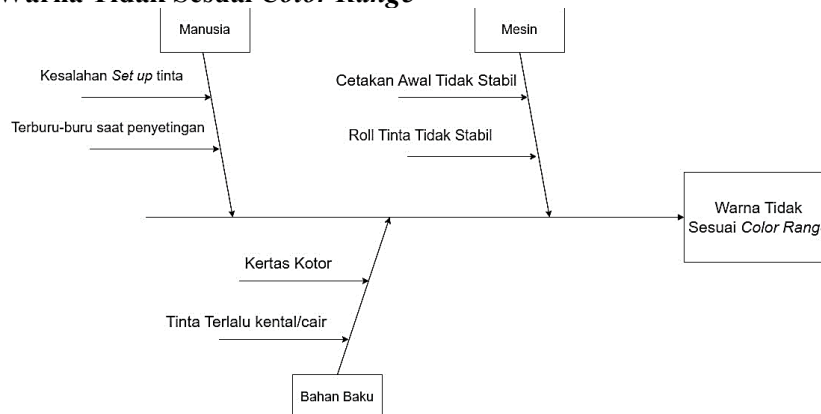 Warna Tidak Sesuai Color Range
Manusia
Mesin
Kesalahan Set up tinta
Cetakan Awal Tidak Stabil
Terburu-buru saat penyetingan
Roll Tinta Tidak Stabil
Warna Tidak
Sesuai Color Range
Kertas Kotor
Tinta Terlalu kental/cair
Bahan Baku